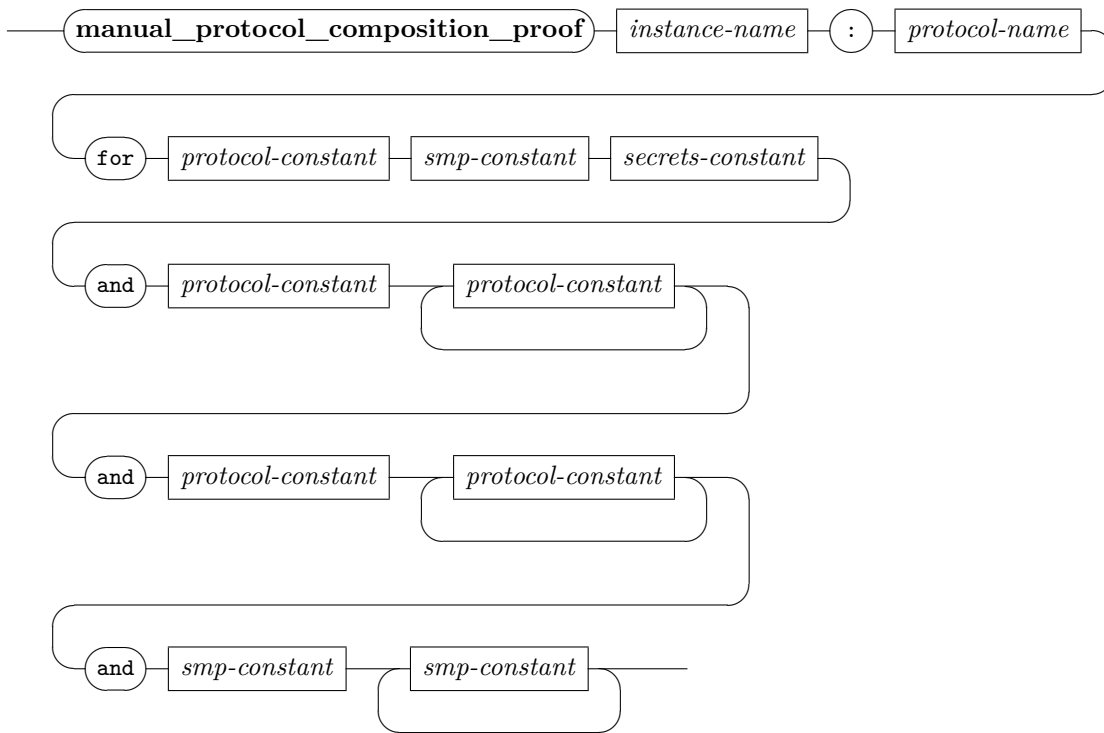 manual_protocol_composition_proof instance-name : protocol-name
for protocol-constant smp-constant secrets-constant
and protocol-constant protocol-constant
and protocol-constant protocol-constant
and smp-constant smp-constant